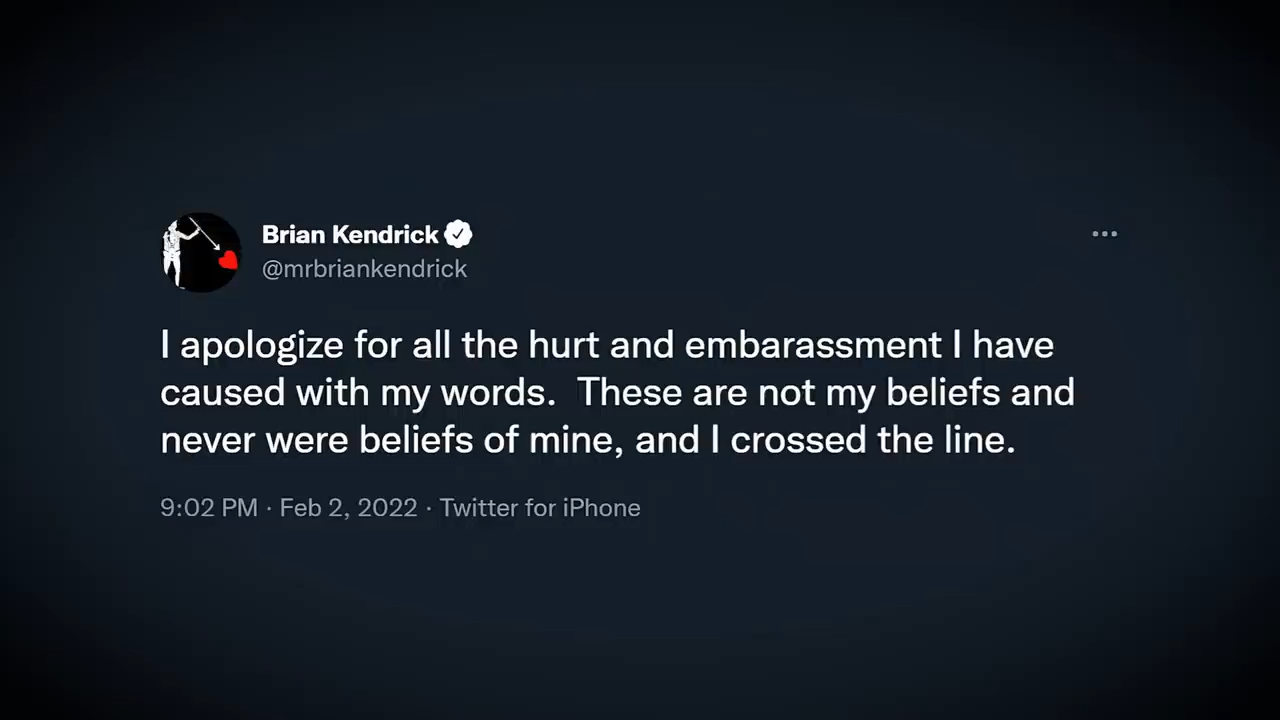 Brian Kendrick
@mrbriankendrick
I apologize for all the hurt and embarassment I have
caused with my words.  These are not my beliefs and
never were beliefs of mine, and I crossed the line.
9:02 PM · Feb 2, 2022 · Twitter for iPhone